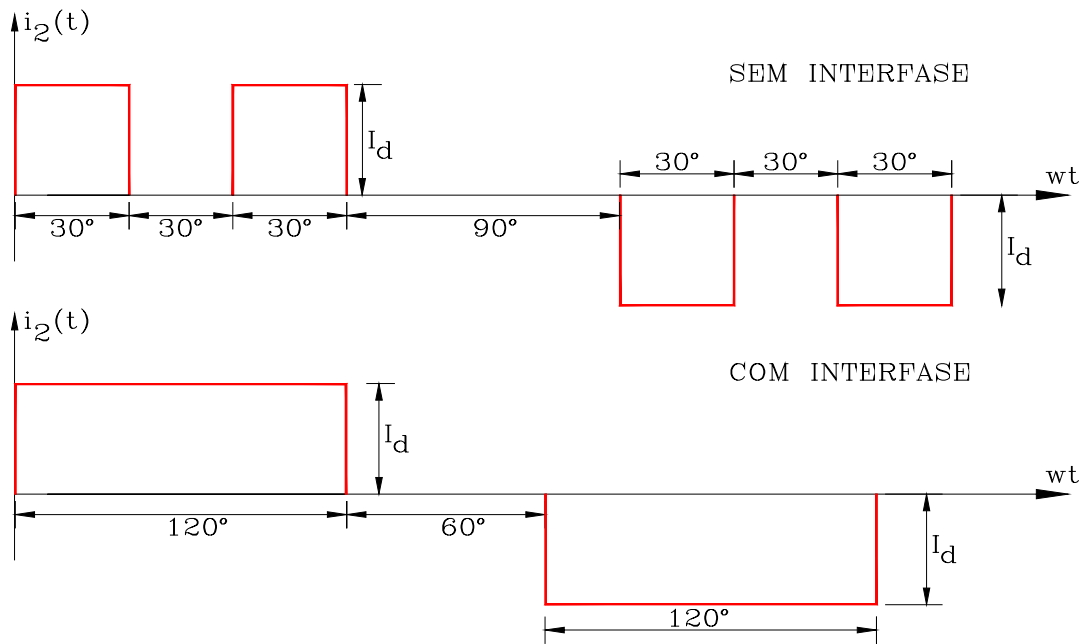 i2(t)
SEM INTERFASE
Id
30° 30° 30°
wt
30° 30° 30° 90°
Id
i2(t)
COM INTERFASE
Id
wt
120° 60°
Id
120°